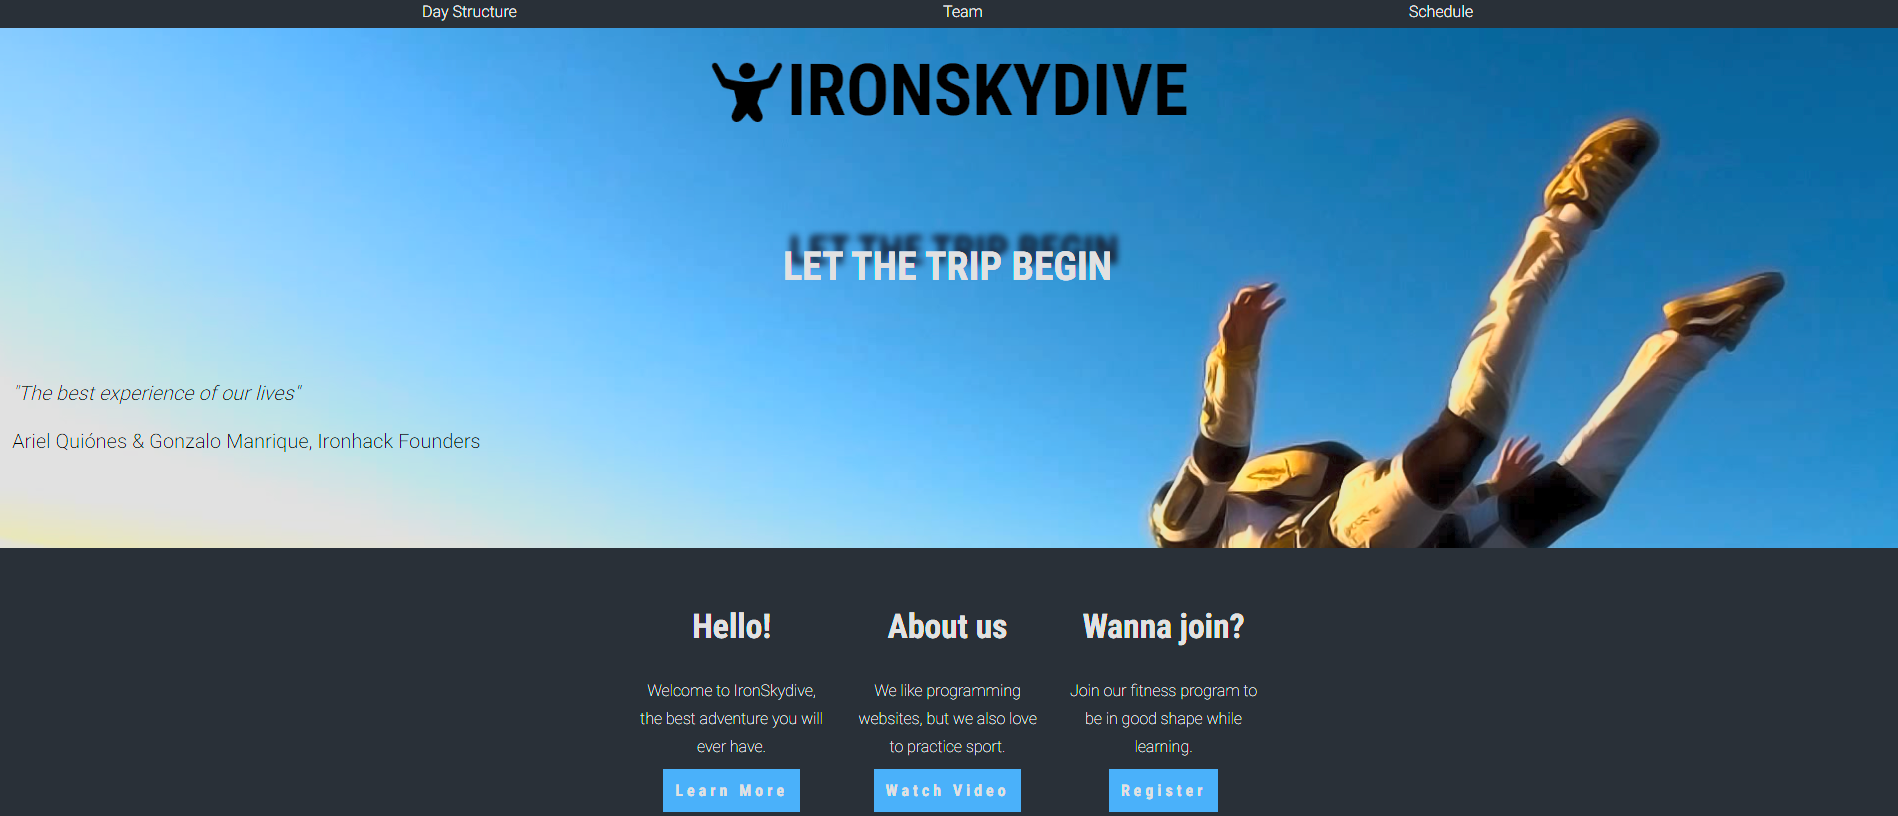 Day Structure Team Schedule
IRONSKYDIVE
LET THE TRIP BEGIN
"The best experience of our lives"
Ariel Quiónes & Gonzalo Manrique, Ironhack Founders
Hello!
Welcome to IronSkydive,
the best adventure you will
ever have.
Learn More
About us
We like programming
websites, but we also love
to practice sport.
Watch Video
Wanna join?
Join our fitness program to
be in good shape while
learning.
Register